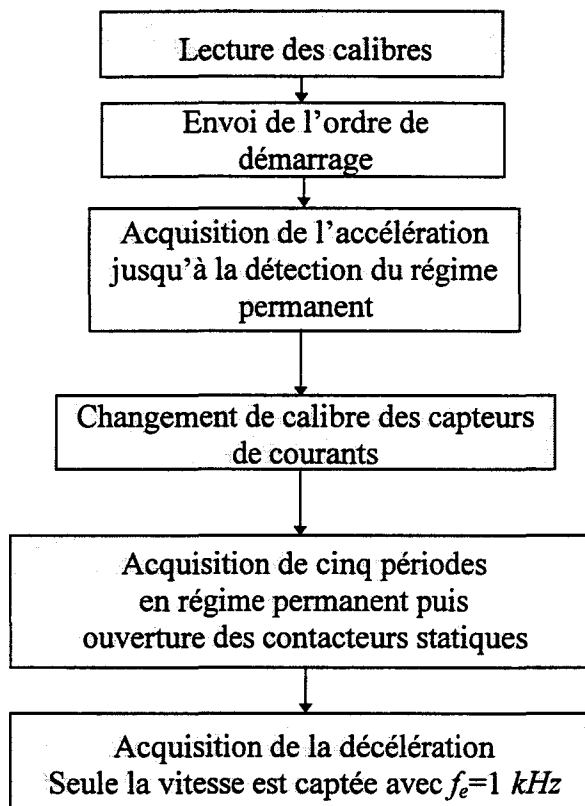 Lecture des calibres
Envoi de l'ordre de
démarrage
Acquisition de l'accélération
jusqu'à la détection du régime
permanent
Changement de calibre des capteurs
de courants
Acquisition de cinq périodes
en régime permanent puis
ouverture des contacteurs statiques
Acquisition de la décélération
Seule la vitesse est captée avec fe=1 kHz